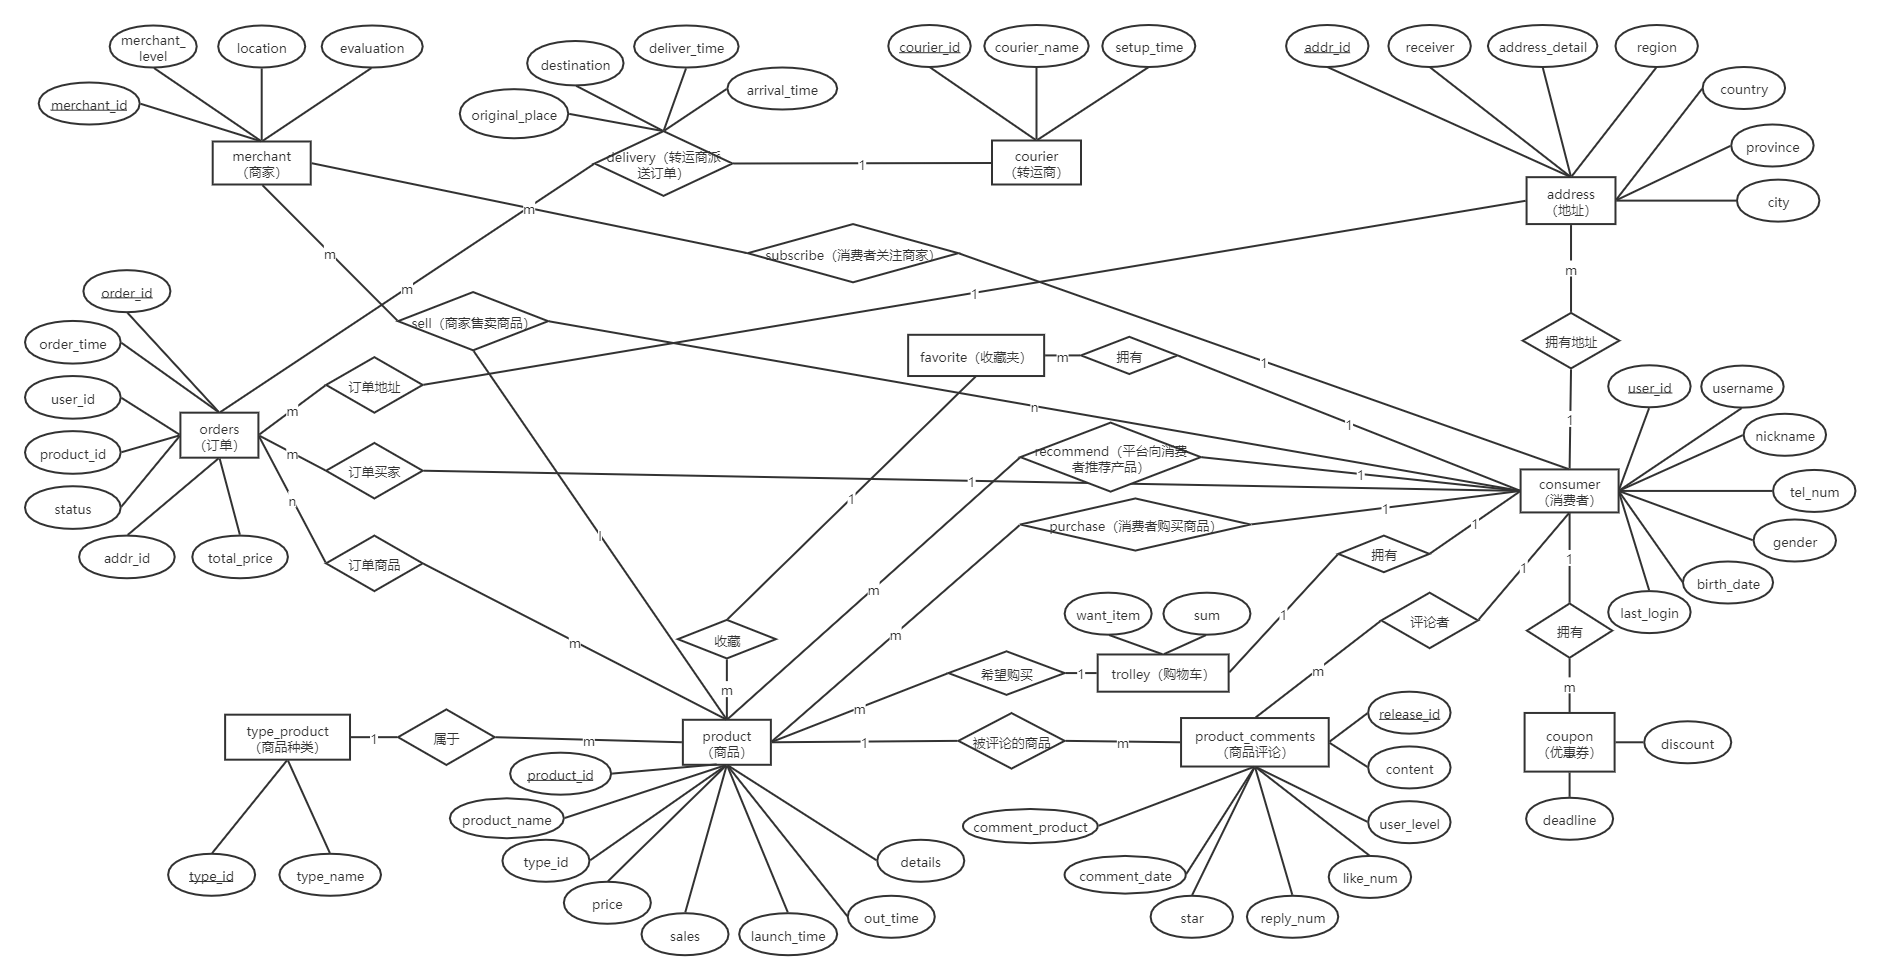 merchant_
level
location
evaluation
merchant_id
merchant
（商家）
destination
deliver_time
original_place
arrival_time
delivery（转运商派
送订单）
1
courier_id
courier_name
setup_time
courier
（转运商）
addr_id
receiver
address_detail
region
country
province
city
address
（地址）
m
m
m
subscribe（消费者关注商家）
1
m
拥有地址
1
order_id
order_time
user_id
product_id
status
addr_id
total_price
orders
（订单）
sell（商家售卖商品）
n
l
m
订单地址
1
m
订单买家
1
n
订单商品
m
favorite（收藏夹）
m
拥有
1
1
收藏
m
recommend（平台向消费
者推荐产品）
1
m
purchase（消费者购买商品）
1
m
user_id
username
nickname
tel_num
gender
birth_date
last_login
consumer
（消费者）
拥有
1
1
want_item
sum
trolley（购物车）
希望购买
1
m
评论者
1
m
1
拥有
m
type_product
（商品种类）
1
属于
m
type_id
type_name
product
（商品）
product_id
product_name
type_id
price
sales
launch_time
out_time
details
1
被评论的商品
m
product_comments
（商品评论）
release_id
content
user_level
like_num
reply_num
star
comment_date
comment_product
coupon
（优惠券）
discount
deadline